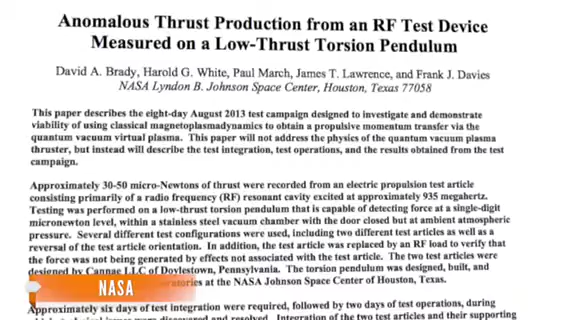 Anomalous Thrust Production from an RF Test Device
Measured on a Low-Thrust Torsion Pendulum
David A. Brady, Harold G. White, Paul March, James T. Lawrence, and Frank J. Davies
NASA Lyndon B. Johnson Space Center, Houston, Texas 77058
This paper describes the eight-day August 2013 test campaign designed to investigate and demonstrate
viability of using classical magnetoplasmadynamics to obtain a propulsive momentum transfer via the
quantum vacuum virtual plasma. This paper will not address the physics of the quantum vacuum plasma
thruster, but instead will describe the test integration, test operations, and the results obtained from the test
campaign.
Approximately 30-50 micro-Newtons of thrust were recorded from an electric propulsion test article
consisting primarily of a radio frequency (RF) resonant cavity excited at approximately 935 megahertz.
Testing was performed on a low-thrust torsion pendulum that is capable of detecting force at a single-digit
micronewton level, within a stainless steel vacuum chamber with the door closed but at ambient atmospheric
pressure. Several different test configurations were used, including two different test articles as well as a
reversal of the test article orientation. In addition, the test article was replaced by an RF load to verify that
the force was not being generated by effects not associated with the test article. The two test articles were
designed by Cannae LLC of Doylestown, Pennsylvania. The torsion pendulum was designed, built, and
at the NASA Johnson Space Center of Houston, Texas.
NASA
Approximately six days of test integration were required, followed by two days of test operations, during
Integration of the two test articles and their supporting